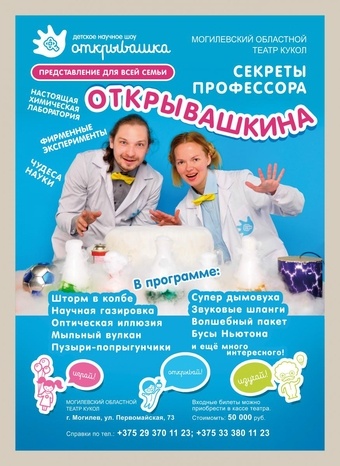 детское научное шоу
открывашка
МОГИЛЕВСКИЙ ОБЛАСТНОЙ
ТЕАТР КУКОЛ
ПРЕДСТАВЛЕНИЕ ДЛЯ ВСЕЙ СЕМЬИ
СЕКРЕТЫ
ПРОФЕССОРА
ОТКРЫВАШКИНА
НАСТОЯЩАЯ
ХИМИЧЕСКАЯ
ЛАБОРАТОРИЯ
ФИРМЕННЫЕ
ЭКСПЕРИМЕНТЫ
ЧУДЕСА
НАУКИ
В программе:
Шторм в колбе
Научная газировка
Оптическая иллюзия
Мыльный вулкан
Пузыри-попрыгунчики
Супер дымовуха
Звуковые шланги
Волшебный пакет
Бусы Ньютона
и ещё много
интересного!
играй!
открывай!
удивляй!
МОГИЛЕВСКИЙ ОБЛАСТНОЙ
ТЕАТР КУКОЛ
г. Могилев, ул. Первомайская, 73
Входные билеты можно
приобрести в кассе театра.
Стоимость: 50 000 руб.
Справки по тел.: +375 29 370 11 23; +375 33 380 11 23